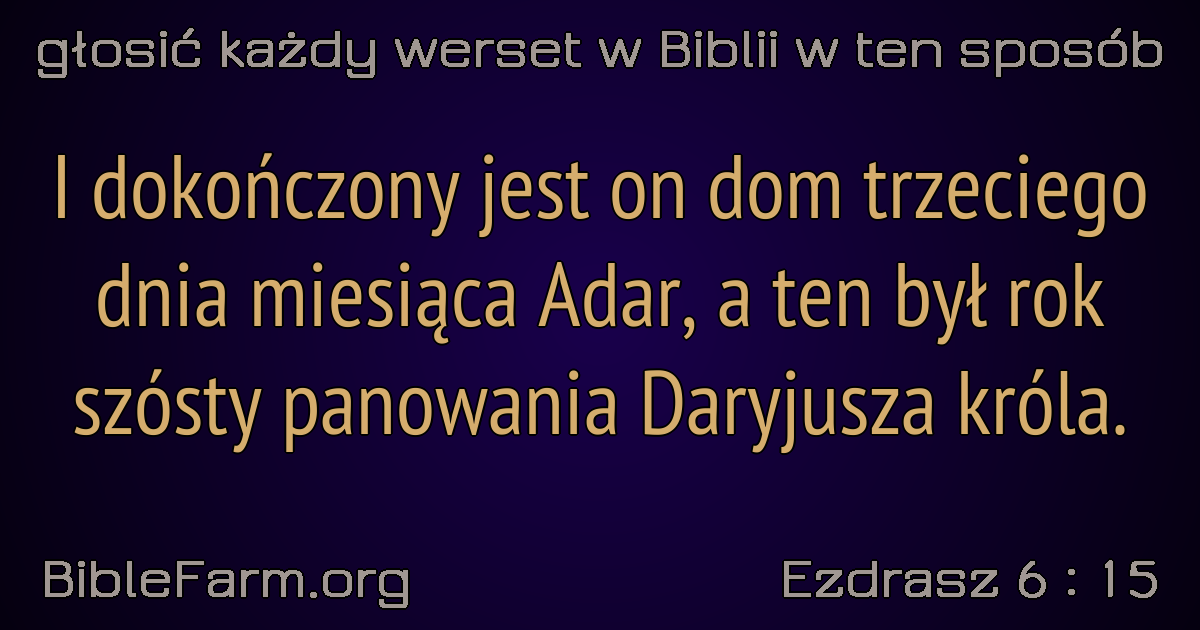 głosić każdy werset w Biblii w ten sposób
I dokończony jest on dom trzeciego
dnia miesiąca Adar, a ten był rok
szósty panowania Daryjusza króla.
BibleFarm.org
Ezdrasz 6 : 15